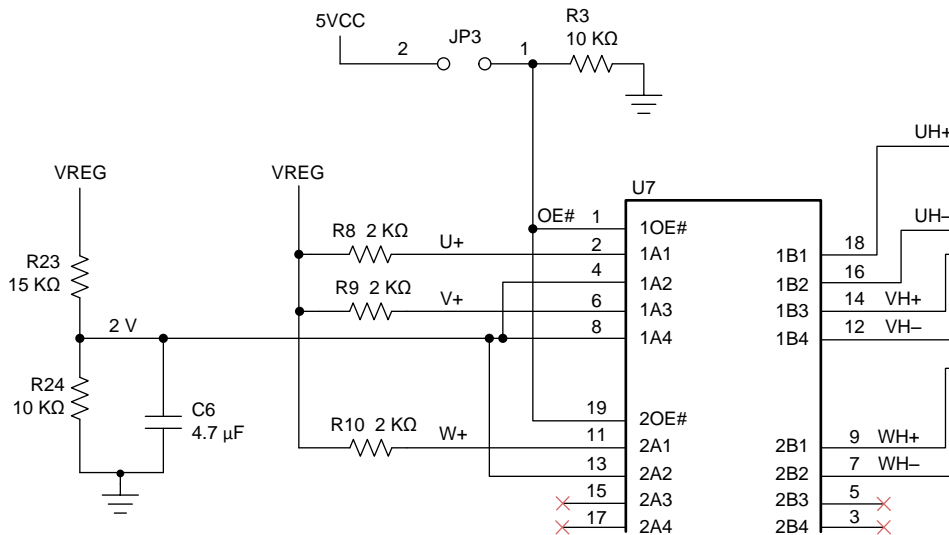 5VCC
2
JP3
1
R3
10 KΩ
VREG
VREG
U7
UH+
UH–
R8 2 KΩ
U+
OE#
1
1OE#
2
1A1
1B1
18
R23
15 KΩ
4
1A2
1B2
16
R9 2 KΩ
V+
6
1A3
1B3
14
VH+
2 V
8
1A4
1B4
12
VH–
R24
10 KΩ
C6
4.7 μF
19
2OE#
R10 2 KΩ
W+
11
2A1
2B1
9
WH+
13
2A2
2B2
7
WH–
15
2A3
2B3
5
17
2A4
2B4
3